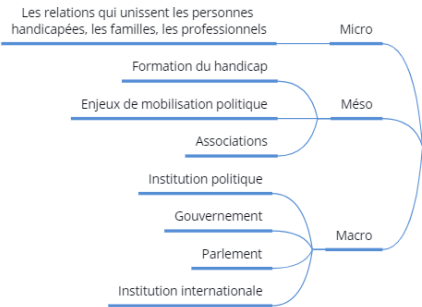 Les relations qui unissent les personnes
handicapées, les familles, les professionnels
Micro
Formation du handicap
Enjeux de mobilisation politique
Méso
Associations
Institution politique
Gouvernement
Macro
Parlement
Institution internationale